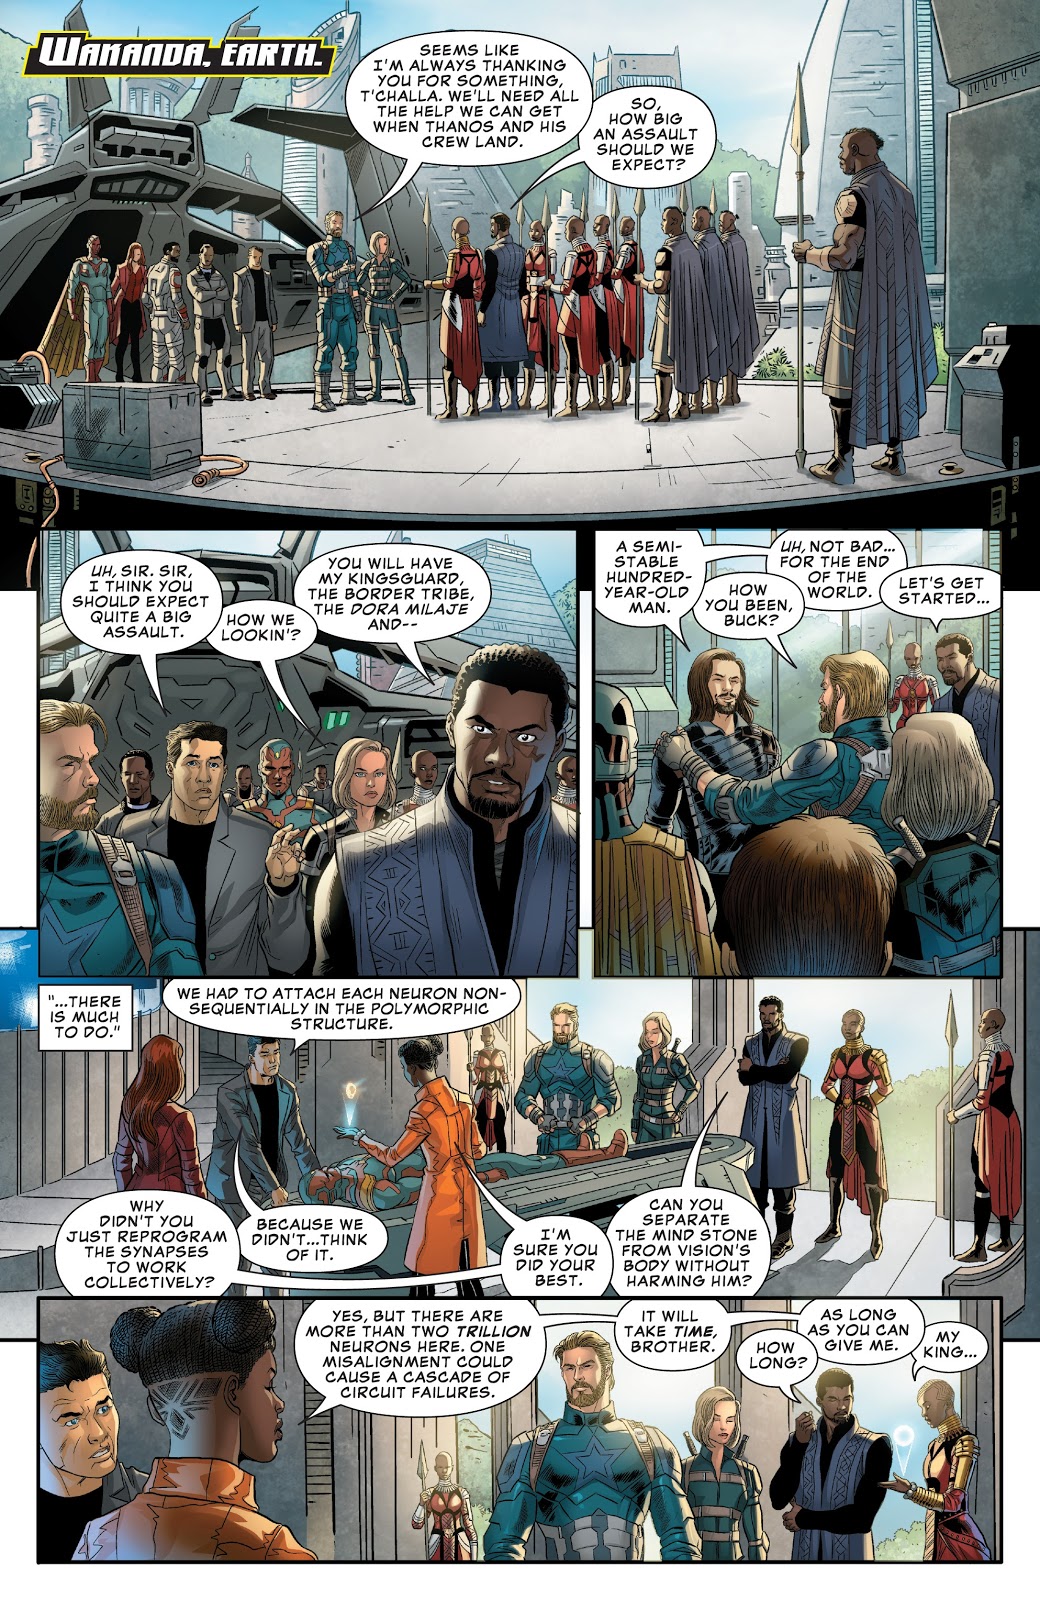 WAKANDA, EARTH.
SEEMS LIKE
I'M ALWAYS THANKING
YOU FOR SOMETHING,
T'CHALLA. WE'LL NEED ALL
THE HELP WE CAN GET
WHEN THANOS AND HIS
CREW LAND.
SO,
HOW BIG
AN ASSAULT
SHOULD WE
EXPECT?
UH, SIR. SIR,
I THINK YOU
SHOULD EXPECT
QUITE A BIG
ASSAULT.
HOW WE
LOOKIN'?
YOU WILL HAVE
MY KINGSGUARD,
THE BORDER TRIBE,
THE DORA MILAJE
AND--
A SEMI-
STABLE
HUNDRED-
YEAR-OLD
MAN.
HOW
YOU BEEN,
BUCK?
UH, NOT BAD...
FOR THE END
OF THE
WORLD.
LET'S GET
STARTED...
"...THERE
IS MUCH
TO DO."
WE HAD TO ATTACH EACH NEURON NON-
SEQUENTIALLY IN THE POLYMORPHIC
STRUCTURE.
WHY
DIDN'T YOU
JUST REPROGRAM
THE SYNAPSES
TO WORK
COLLECTIVELY?
BECAUSE WE
DIDN'T...THINK
OF IT.
I'M
SURE YOU
DID YOUR
BEST.
CAN YOU
SEPARATE
THE MIND STONE
FROM VISION'S
BODY WITHOUT
HARMING HIM?
YES, BUT THERE ARE
MORE THAN TWO TRILLION
NEURONS HERE. ONE
MISALIGNMENT COULD
CAUSE A CASCADE OF
CIRCUIT FAILURES.
IT WILL
TAKE TIME,
BROTHER.
HOW
LONG?
AS LONG
AS YOU CAN
GIVE ME.
MY
KING...